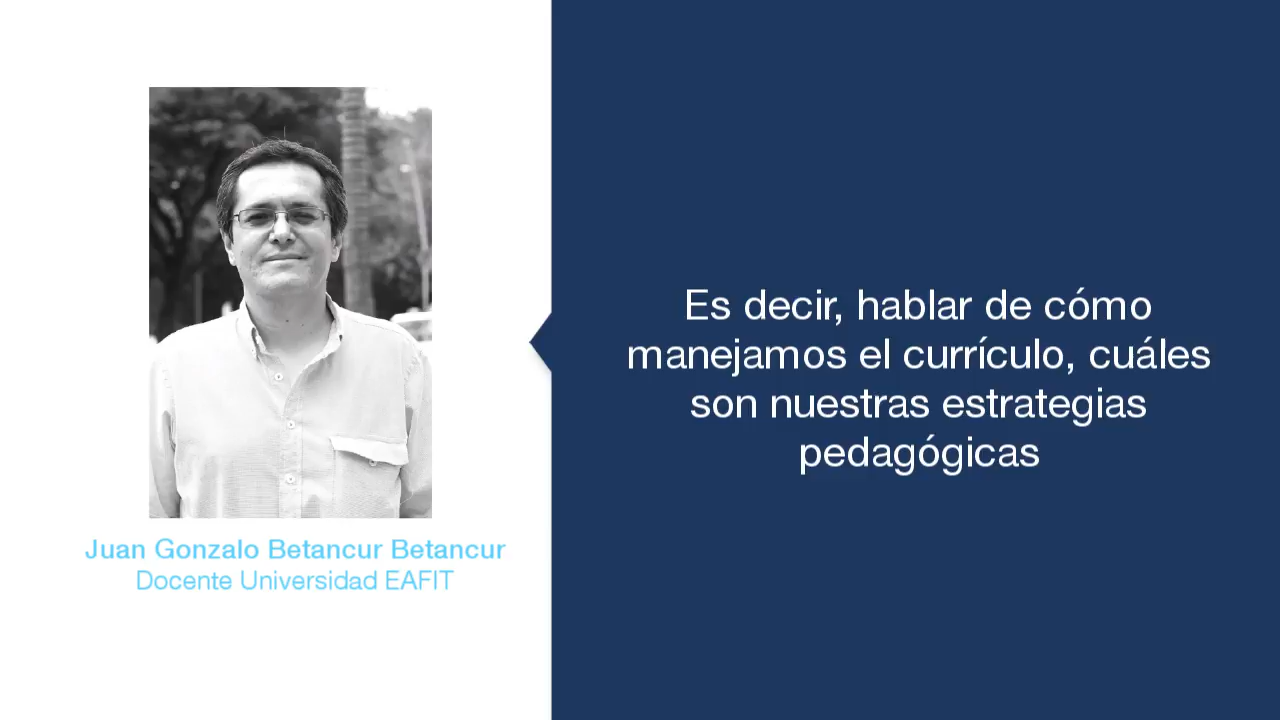 Es decir, hablar de cómo
manejamos el currículo, cuáles
son nuestras estrategias
pedagógicas
Juan Gonzalo Betancur Betancur
Docente Universidad EAFIT